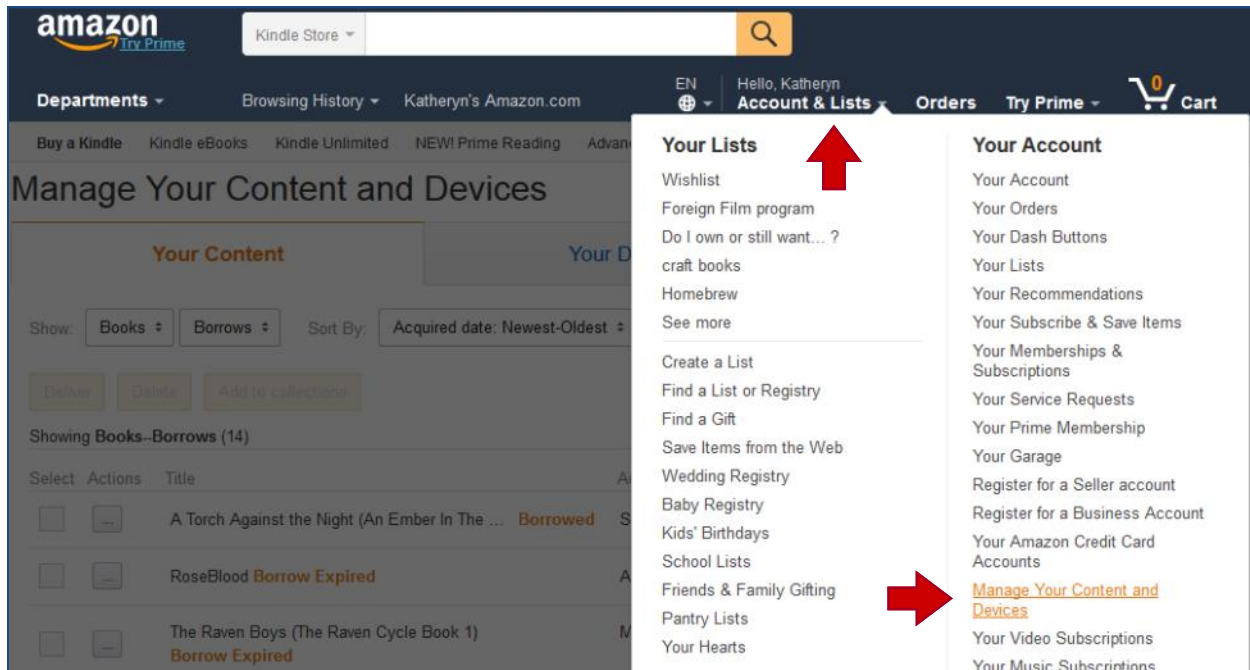 amazon
Try Prime
Kindle Store
EN
Hello, Katheryn
0
Departments
Browsing History
Katheryn's Amazon.com
Account & Lists
Orders
Try Prime
Cart
Buy a Kindle
Kindle eBooks
Kindle Unlimited
NEW! Prime Reading
Manage Your Content and Devices
Your Content
Show:
Books
Borrows
Sort By:
Acquired date: Newest-Oldest
Deliver
Delete
Add to collections
Showing Books--Borrows (14)
Select
Actions
Title
...
A Torch Against the Night (An Ember In The ... Borrowed
...
RoseBlood Borrow Expired
...
The Raven Boys (The Raven Cycle Book 1)
Borrow Expired
Your Lists
Wishlist
Foreign Film program
Do I own or still want... ?
craft books
Homebrew
See more
Create a List
Find a List or Registry
Find a Gift
Save Items from the Web
Wedding Registry
Baby Registry
Kids' Birthdays
School Lists
Friends & Family Gifting
Pantry Lists
Your Hearts
Your Account
Your Account
Your Orders
Your Dash Buttons
Your Lists
Your Recommendations
Your Subscribe & Save Items
Your Memberships &
Subscriptions
Your Service Requests
Your Prime Membership
Your Garage
Register for a Seller account
Register for a Business Account
Your Amazon Credit Card
Accounts
Manage Your Content and
Devices
Your Video Subscriptions
Your Music Subscriptions